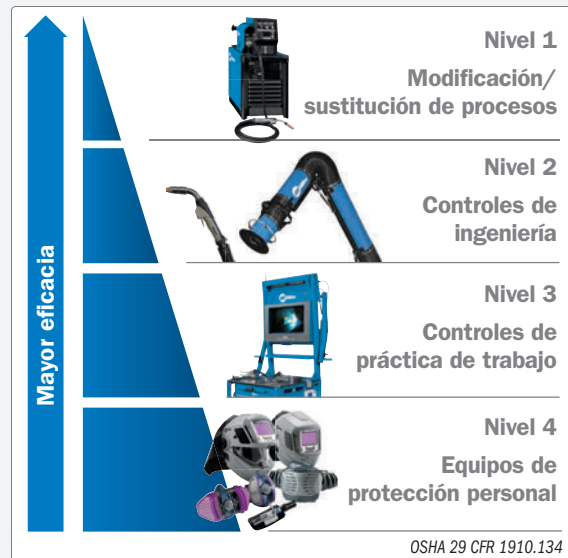 Nivel 1
Modificación/
sustitución de procesos
Nivel 2
Controles de
ingeniería
Nivel 3
Controles de
práctica de trabajo
Nivel 4
Equipos de
protección personal
Mayor eficacia
OSHA 29 CFR 1910.134